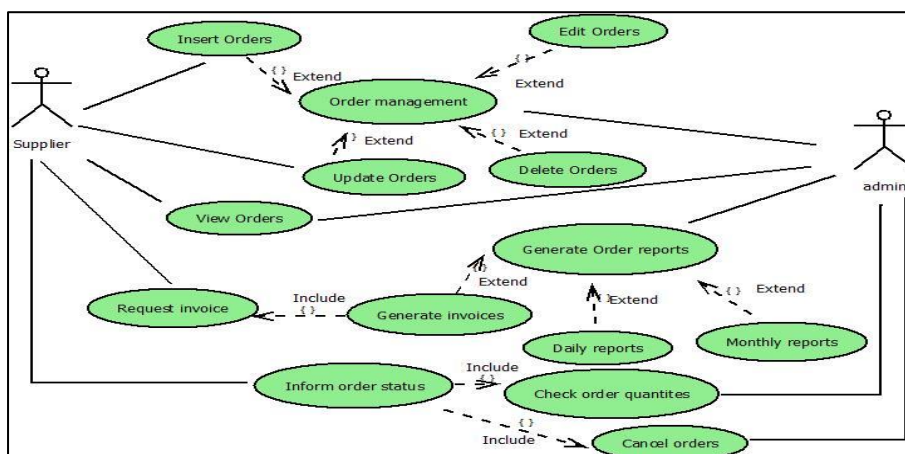 Insert Orders
Edit Orders
{ }
Extend
{ }
Extend
Order management
Supplier
{ }
Extend
{ }
Extend
Update Orders
Delete Orders
admin
View Orders
Generate Order reports
{ }
Extend
Include
{ }
{ }
Extend
{ }
Extend
Request invoice
Generate invoices
Daily reports
Monthly reports
Include
{ }
Inform order status
Check order quantites
{ }
Include
Cancel orders